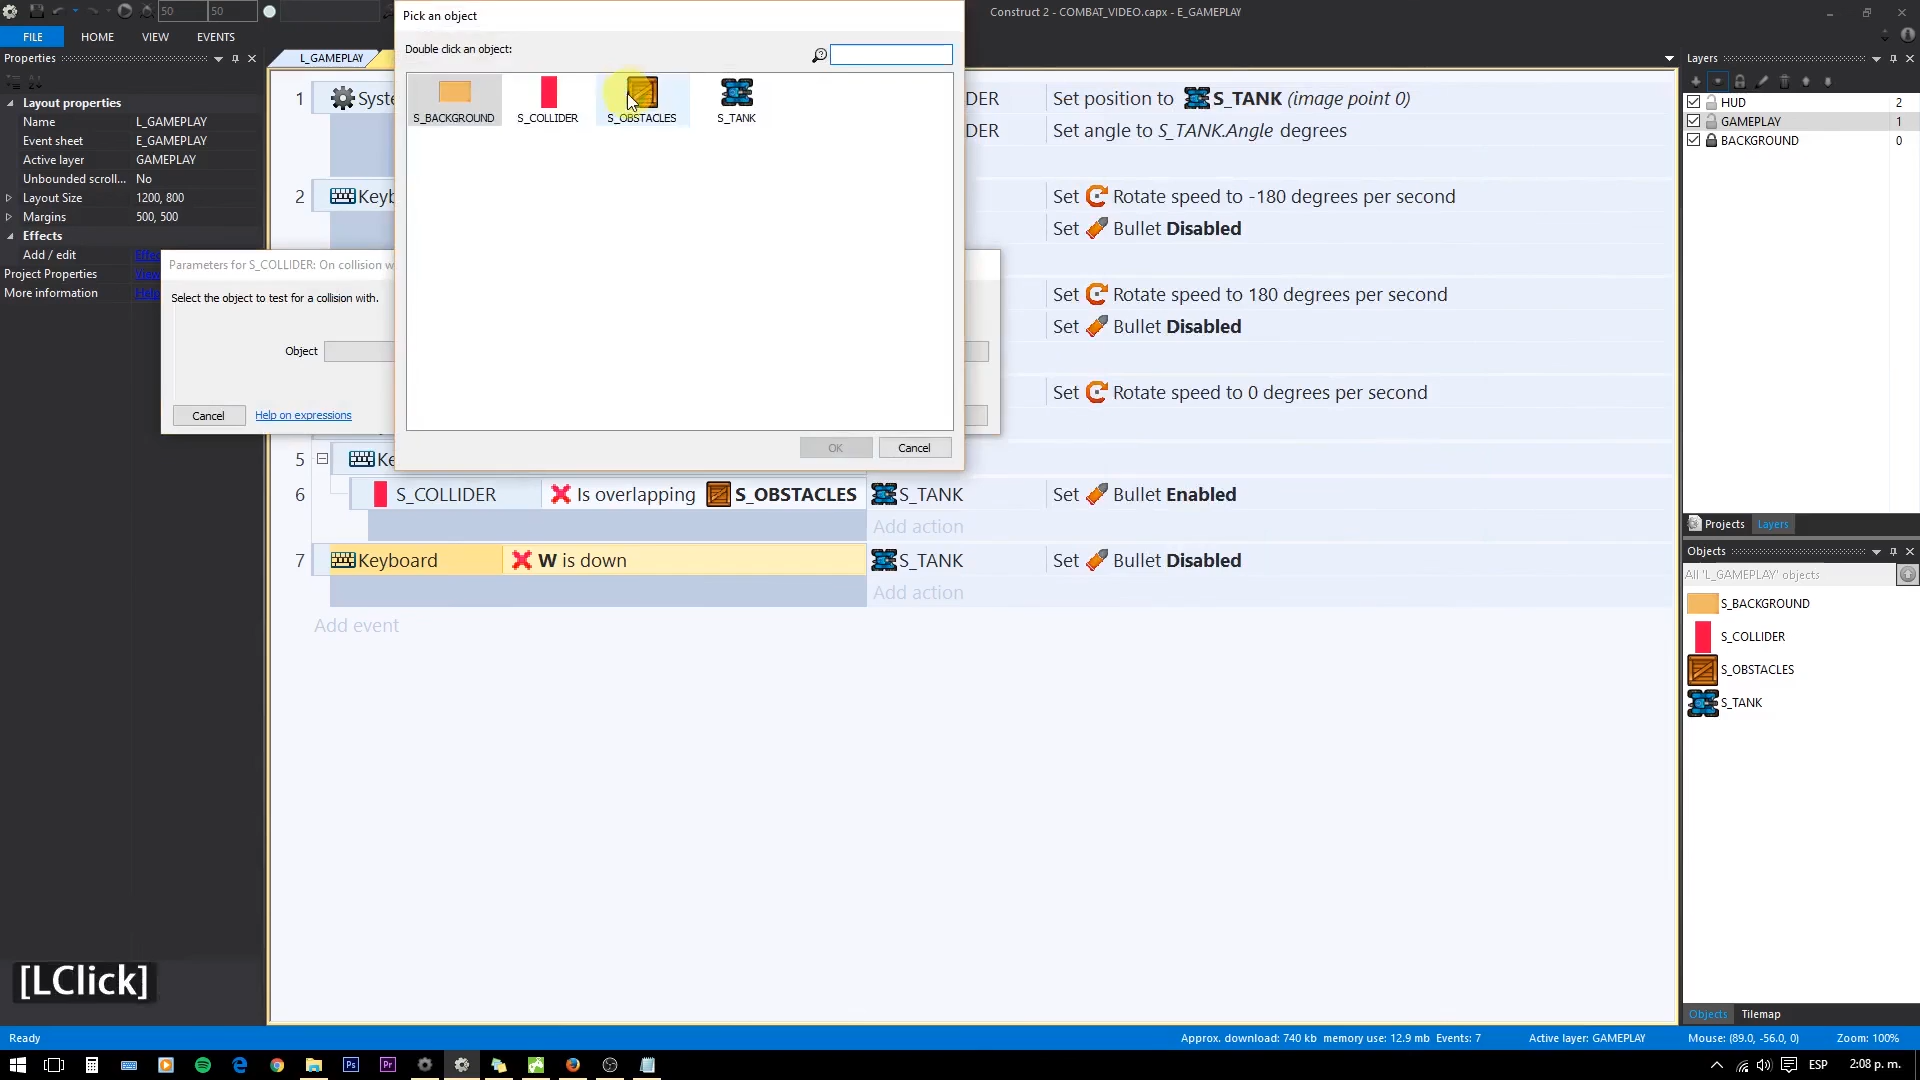 50
50
Construct 2 - COMBAT_VIDEO.capx - E_GAMEPLAY
FILE
HOME
VIEW
EVENTS
Properties
Layout properties
Name L_GAMEPLAY
Event sheet E_GAMEPLAY
Active layer GAMEPLAY
Unbounded scroll... No
Layout Size 1200, 800
Margins 500, 500
Effects
Add / edit
Project Properties
More information
L_GAMEPLAY
Pick an object
Double click an object:
S_BACKGROUND
S_COLLIDER
S_OBSTACLES
S_TANK
OK
Cancel
Parameters for S_COLLIDER: On collision w
Select the object to test for a collision with.
Object
Cancel
Help on expressions
1 Syste
DER Set position to S_TANK (image point 0)
DER Set angle to S_TANK.Angle degrees
2 Keyb
Set Rotate speed to -180 degrees per second
Set Bullet Disabled
Set Rotate speed to 180 degrees per second
Set Bullet Disabled
Set Rotate speed to 0 degrees per second
5 Ke
6 S_COLLIDER Is overlapping S_OBSTACLES S_TANK Set Bullet Enabled
Add action
7 Keyboard W is down S_TANK Set Bullet Disabled
Add action
Add event
Layers
HUD 2
GAMEPLAY 1
BACKGROUND 0
Projects
Layers
Objects
All 'L_GAMEPLAY' objects
S_BACKGROUND
S_COLLIDER
S_OBSTACLES
S_TANK
Objects
Tilemap
[LClick]
Ready
Approx. download: 740 kb memory use: 12.9 mb Events: 7
Active layer: GAMEPLAY
Mouse: (89.0, -56.0, 0)
Zoom: 100%
Ps
Pr
ESP
2:08 p. m.